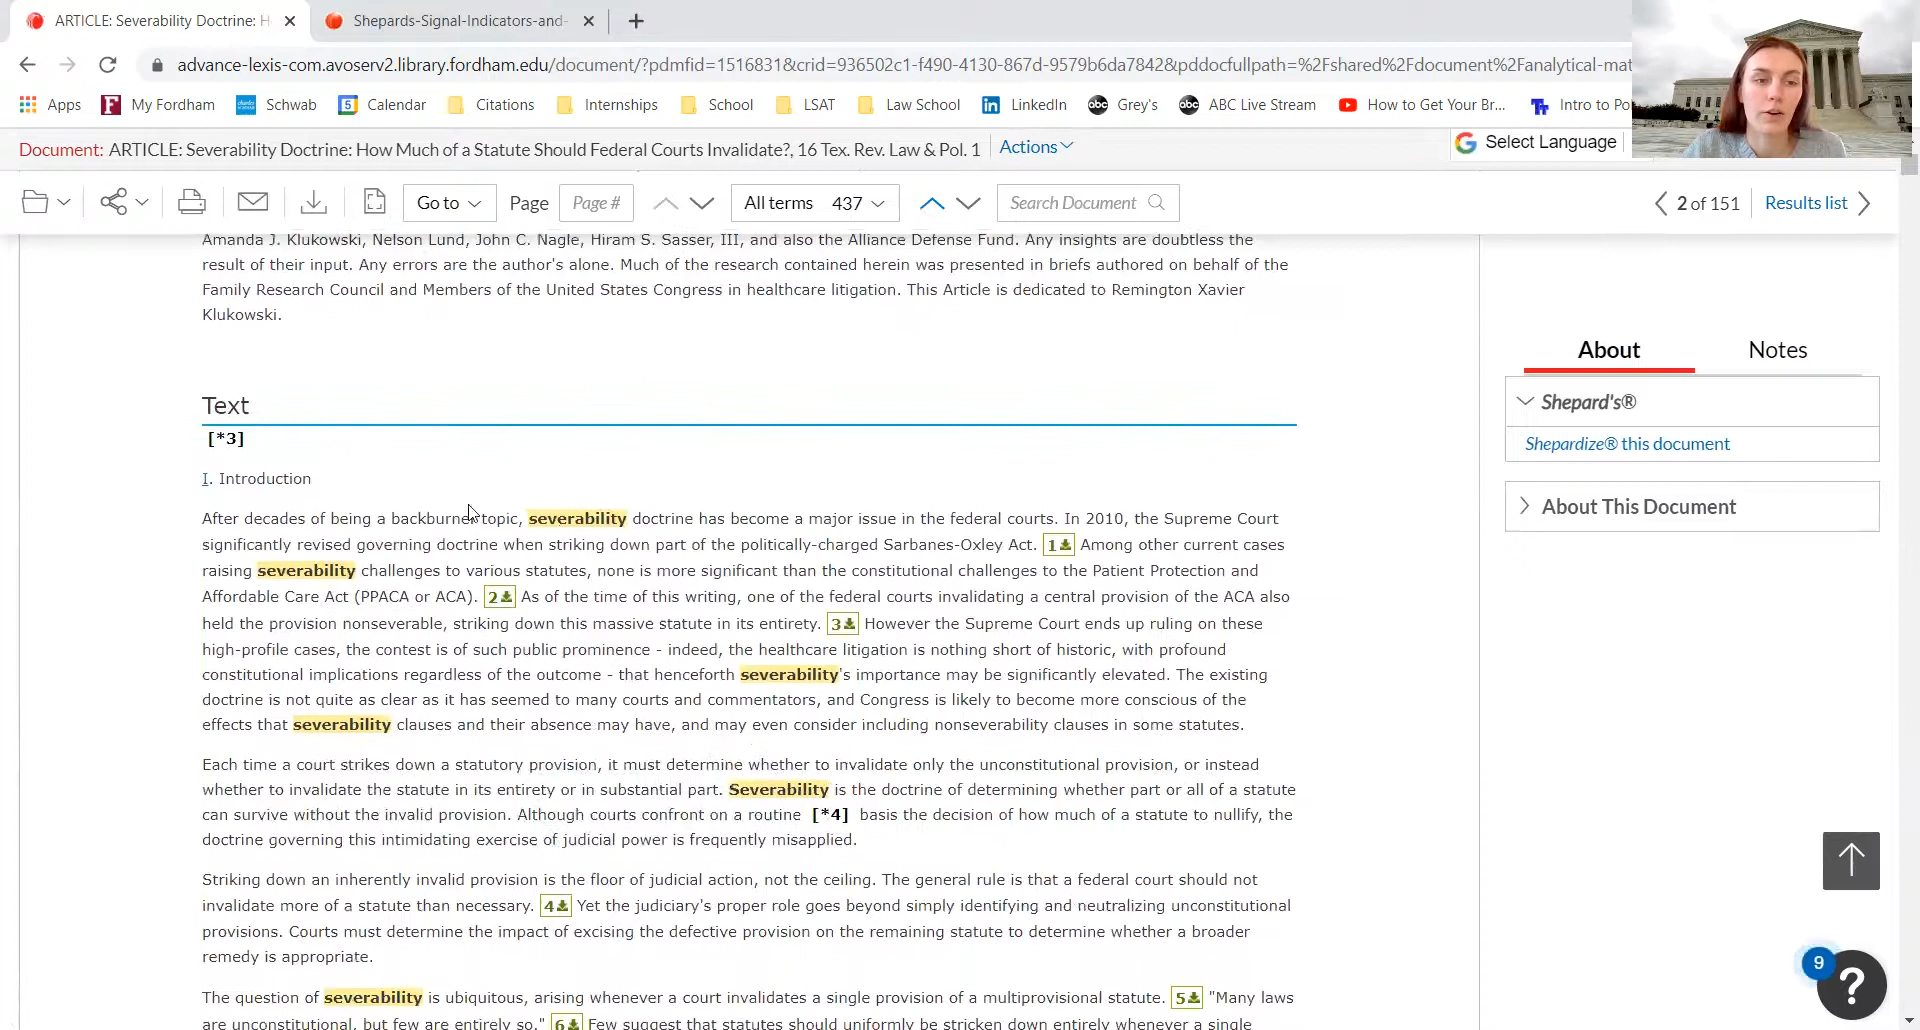 ARTICLE: Severability Doctrine: H
Shepards-Signal-Indicators-and-
advance-lexis-com.avoserv2.library.fordham.edu/document/?pdmfid=1516831&crid=936502c1-f490-4130-867d-9579b6da7842&pddocfullpath=%2Fshared%2Fdocument%2Fanalytical-mat
Apps My Fordham Schwab 5 Calendar Citations Internships School LSAT Law School LinkedIn abc Grey's abc ABC Live Stream How to Get Your Br... Intro to Po
charles SCHWAB
Document: ARTICLE: Severability Doctrine: How Much of a Statute Should Federal Courts Invalidate?, 16 Tex. Rev. Law & Pol. 1 Actions Select Language
Go to Page Page # All terms 437 Search Document 2 of 151 Results list
Amanda J. Klukowski, Nelson Lund, John C. Nagle, Hiram S. Sasser, III, and also the Alliance Defense Fund. Any insights are doubtless the
result of their input. Any errors are the author's alone. Much of the research contained herein was presented in briefs authored on behalf of the
Family Research Council and Members of the United States Congress in healthcare litigation. This Article is dedicated to Remington Xavier
Klukowski.
Text
[*3]
I. Introduction
After decades of being a backburner topic, severability doctrine has become a major issue in the federal courts. In 2010, the Supreme Court
significantly revised governing doctrine when striking down part of the politically-charged Sarbanes-Oxley Act. 1 Among other current cases
raising severability challenges to various statutes, none is more significant than the constitutional challenges to the Patient Protection and
Affordable Care Act (PPACA or ACA). 2 As of the time of this writing, one of the federal courts invalidating a central provision of the ACA also
held the provision nonseverable, striking down this massive statute in its entirety. 3 However the Supreme Court ends up ruling on these
high-profile cases, the contest is of such public prominence - indeed, the healthcare litigation is nothing short of historic, with profound
constitutional implications regardless of the outcome - that henceforth severability's importance may be significantly elevated. The existing
doctrine is not quite as clear as it has seemed to many courts and commentators, and Congress is likely to become more conscious of the
effects that severability clauses and their absence may have, and may even consider including nonseverability clauses in some statutes.
Each time a court strikes down a statutory provision, it must determine whether to invalidate only the unconstitutional provision, or instead
whether to invalidate the statute in its entirety or in substantial part. Severability is the doctrine of determining whether part or all of a statute
can survive without the invalid provision. Although courts confront on a routine [*4] basis the decision of how much of a statute to nullify, the
doctrine governing this intimidating exercise of judicial power is frequently misapplied.
Striking down an inherently invalid provision is the floor of judicial action, not the ceiling. The general rule is that a federal court should not
invalidate more of a statute than necessary. 4 Yet the judiciary's proper role goes beyond simply identifying and neutralizing unconstitutional
provisions. Courts must determine the impact of excising the defective provision on the remaining statute to determine whether a broader
remedy is appropriate.
The question of severability is ubiquitous, arising whenever a court invalidates a single provision of a multiprovisional statute. 5 "Many laws
are unconstitutional, but few are entirely so." 6 Few suggest that statutes should uniformly be stricken down entirely whenever a single
About Notes
Shepard's®
Shepardize® this document
About This Document
9
?